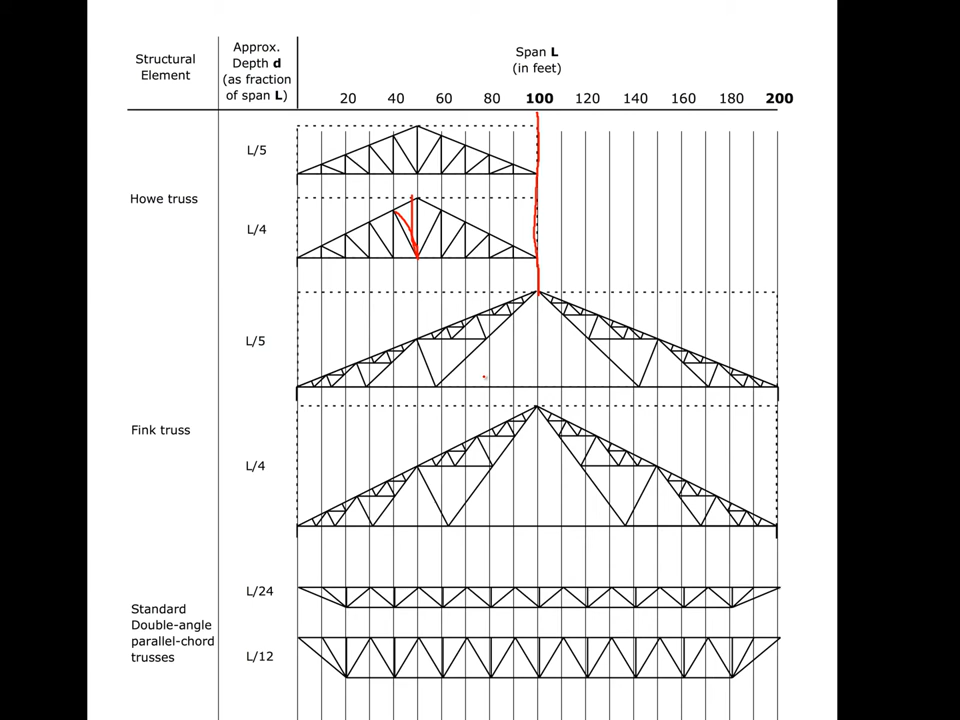 Structural
Element
Approx.
Depth d
(as fraction
of span L)
Span L
(in feet)
20 40 60 80 100 120 140 160 180 200
L/5
Howe truss
L/4
L/5
Fink truss
L/4
L/24
Standard
Double-angle
parallel-chord
trusses
L/12